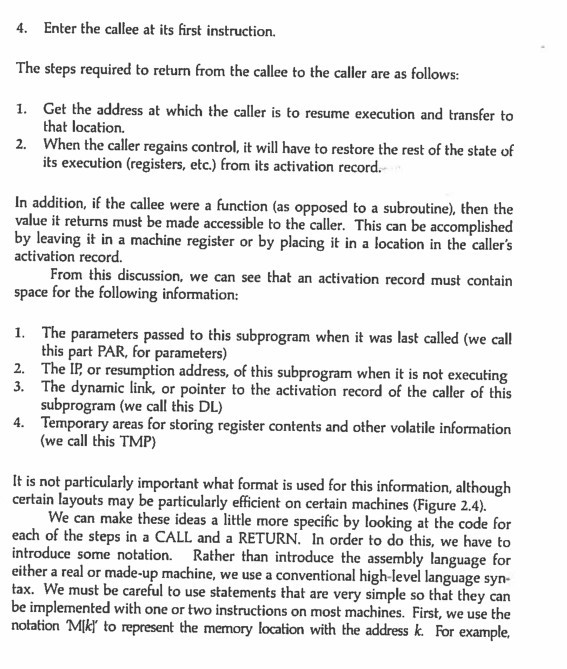 4. Enter the callee at its first instruction.
The steps required to return from the callee to the caller are as follows:
1. Get the address at which the caller is to resume execution and transfer to
that location.
2. When the caller regains control, it will have to restore the rest of the state of
its execution (registers, etc.) from its activation record.
In addition, if the callee were a function (as opposed to a subroutine), then the
value it returns must be made accessible to the caller. This can be accomplished
by leaving it in a machine register or by placing it in a location in the caller's
activation record.
From this discussion, we can see that an activation record must contain
space for the following information:
1. The parameters passed to this subprogram when it was last called (we call
this part PAR, for parameters)
2. The IP, or resumption address, of this subprogram when it is not executing
3. The dynamic link, or pointer to the activation record of the caller of this
subprogram (we call this DL)
4. Temporary areas for storing register contents and other volatile information
(we call this TMP)
It is not particularly important what format is used for this information, although
certain layouts may be particularly efficient on certain machines (Figure 2.4).
We can make these ideas a little more specific by looking at the code for
each of the steps in a CALL and a RETURN. In order to do this, we have to
introduce some notation. Rather than introduce the assembly language for
either a real or made-up machine, we use a conventional high-level language syn-
tax. We must be careful to use statements that are very simple so that they can
be implemented with one or two instructions on most machines. First, we use the
notation 'M[k]' to represent the memory location with the address k. For example,